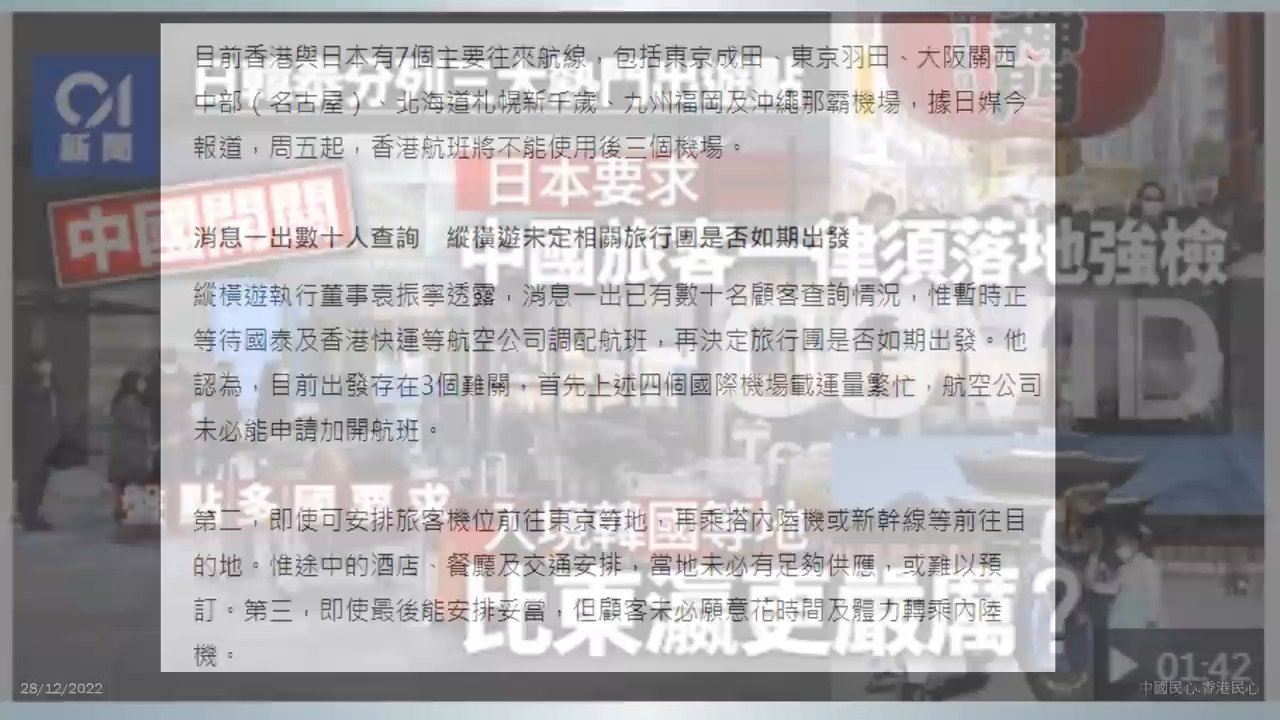 目前香港與日本有7個主要往來航線，包括東京成田、東京羽田、大阪關西、
中部（名古屋）、北海道札幌新千歲、九州福岡及沖繩那霸機場，據日媒今
報道，周五起，香港航班將不能使用後三個機場。
消息一出數十人查詢　縱橫遊未定相關旅行團是否如期出發
縱橫遊執行董事袁振寧透露，消息一出已有數十名顧客查詢情況，惟暫時正
等待國泰及香港快運等航空公司調配航班，再決定旅行團是否如期出發。他
認為，目前出發存在3個難關，首先上述四個國際機場載運量繁忙，航空公司
未必能申請加開航班。
第二，即使可安排旅客機位前往東京等地，再乘搭內陸機或新幹線等前往目
的地。惟途中的酒店、餐廳及交通安排，當地未必有足夠供應，或難以預
訂。第三，即使最後能安排妥當，但顧客未必願意花時間及體力轉乘內陸
機。
01
新聞
中國開關
日本要求
中國旅客一律須落地強檢
盤點多國要求
入境韓國等地
比東瀛更嚴厲？
01:42
28/12/2022
中國民心.香港民心